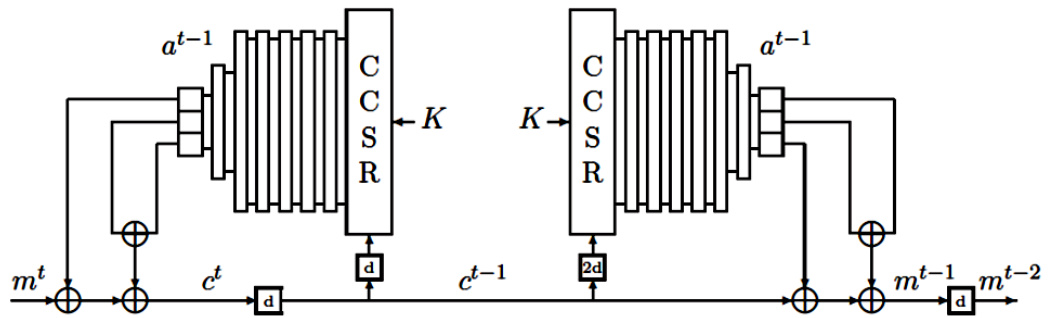 a^{t-1} a^{t-1}
C C
C C
K K
S S
R R
d 2d
m^t c^t c^{t-1} m^{t-1} m^{t-2}
d d